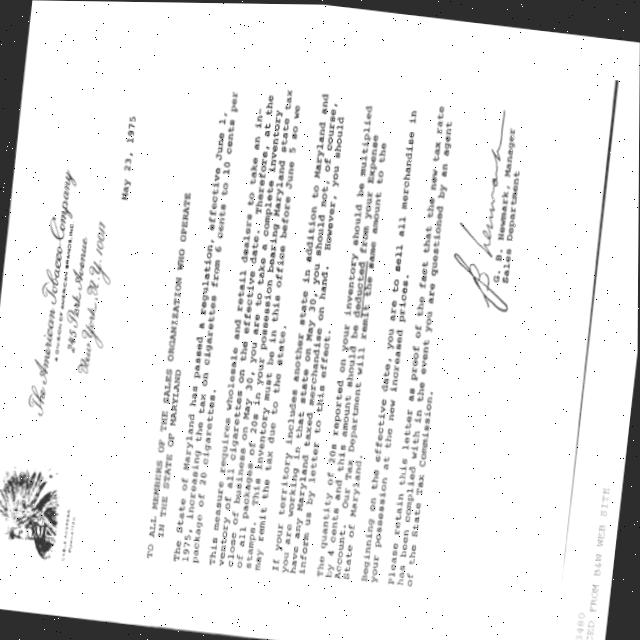 The American Tobacco Company
A DIVISION OF AMERICAN BRANDS, INC.
245 Park Avenue
New York, N.Y. 10017
May 23, 1975
TO ALL MEMBERS OF THE SALES ORGANIZATION WHO OPERATE
IN THE STATE OF MARYLAND
The State of Maryland has passed a regulation, effective June 1,
1975, increasing the tax on cigarettes from 6 cents to 10 cents per
package of 20 cigarettes.
This measure requires wholesale and retail dealers to take an in-
ventory of all cigarettes on the effective date. Therefore, at the
close of business on May 30, you are to take a complete inventory
of all packages of 20s in your possession bearing Maryland state tax
stamps. This inventory must be in this office before June 5 so we
may remit the tax due to the state.
If your territory includes another state in addition to Maryland and
you are working in that state on May 30, you should not, of course,
have any Maryland taxed merchandise on hand. However, you should
inform us by letter to this effect.
The quantity of 20s reported on your inventory should be multiplied
by 4 cents and this amount should be deducted from your Expense
Account. Our Tax Department will remit the same amount to the
State of Maryland.
Beginning on the effective date, you are to sell all merchandise in
your possession at the new increased prices.
Please retain this letter as proof of the fact that the new tax rate
has been complied with in the event you are questioned by an agent
of the State Tax Commission.
G. B. Newmark, Manager
Sales Department
3480
CED FROM B&W WEB SITE